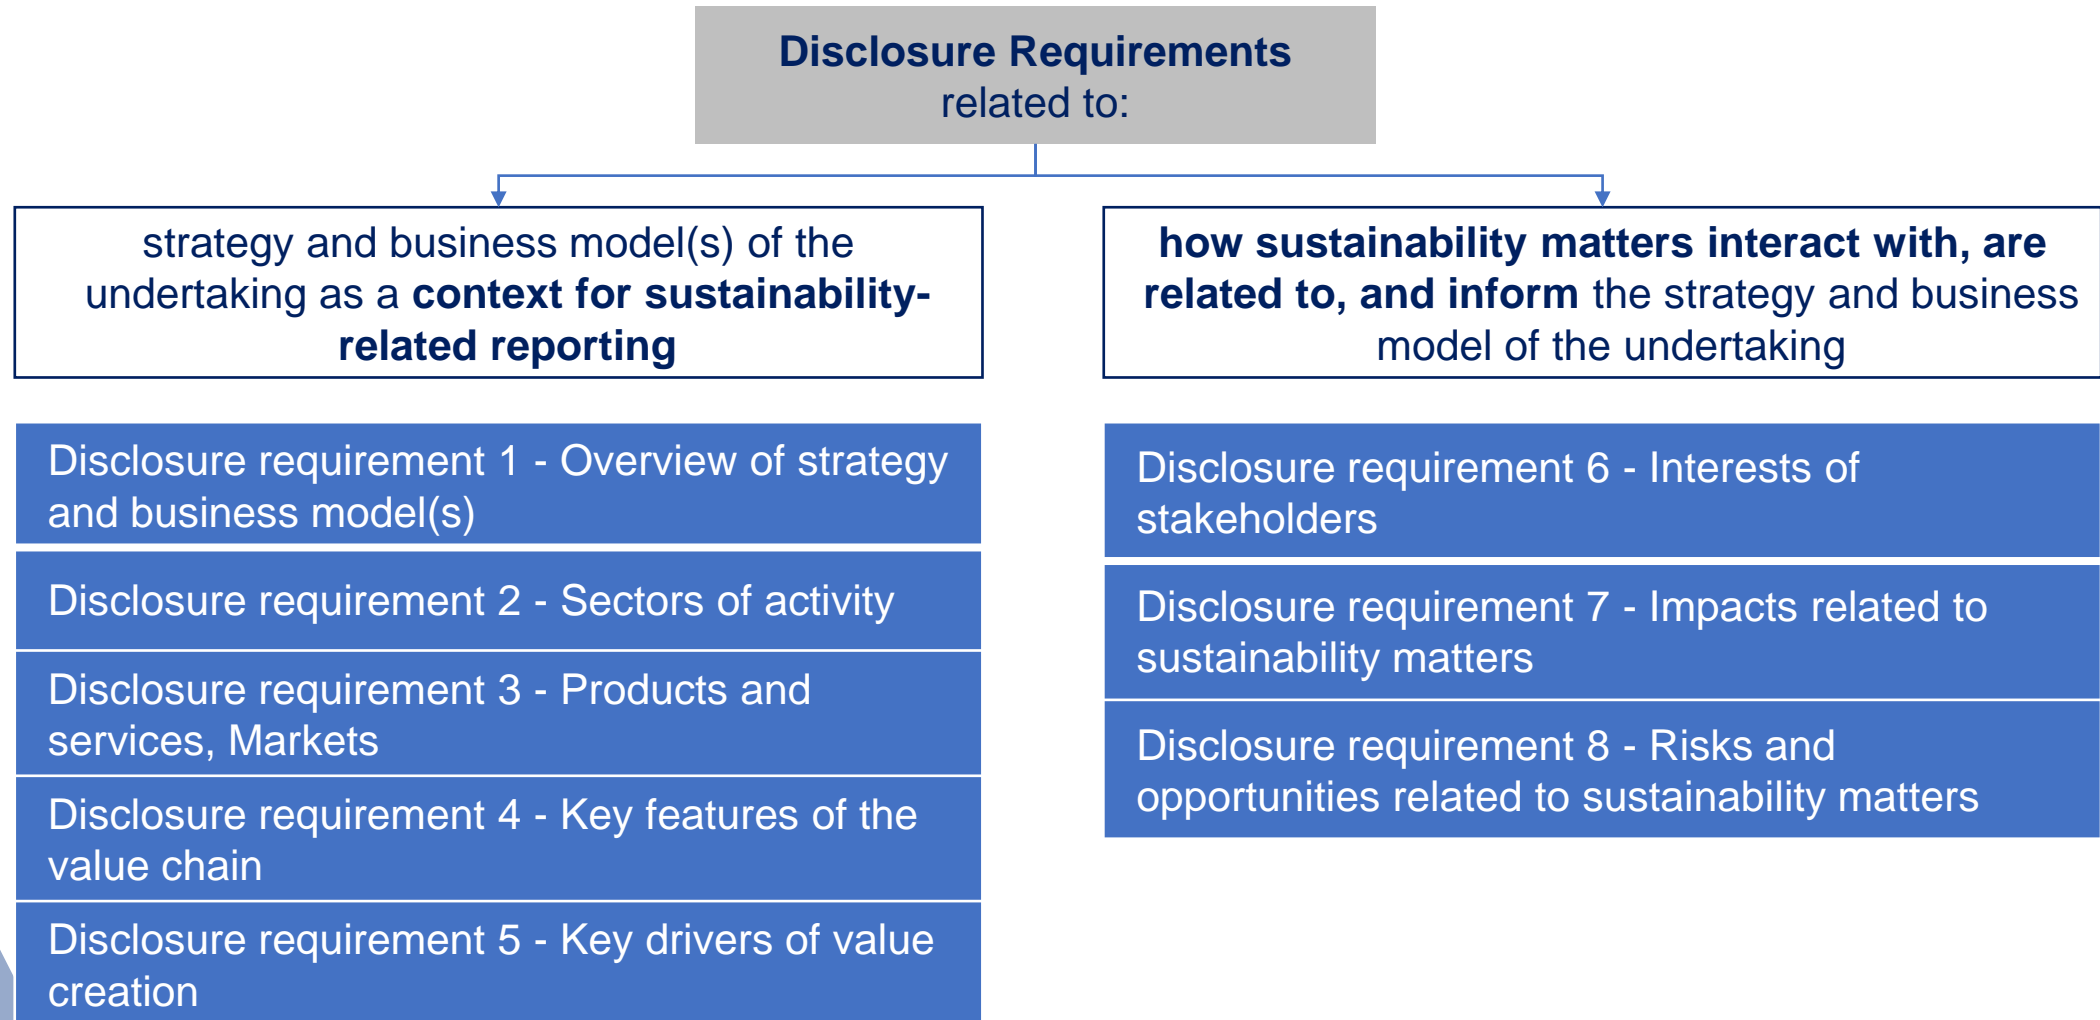 Disclosure Requirements
related to:
strategy and business model(s) of the
undertaking as a context for sustainability-
related reporting
Disclosure requirement 1 - Overview of strategy
and business model(s)
Disclosure requirement 2 - Sectors of activity
Disclosure requirement 3 - Products and
services, Markets
Disclosure requirement 4 - Key features of the
value chain
Disclosure requirement 5 - Key drivers of value
creation
how sustainability matters interact with, are
related to, and inform the strategy and business
model of the undertaking
Disclosure requirement 6 - Interests of
stakeholders
Disclosure requirement 7 - Impacts related to
sustainability matters
Disclosure requirement 8 - Risks and
opportunities related to sustainability matters